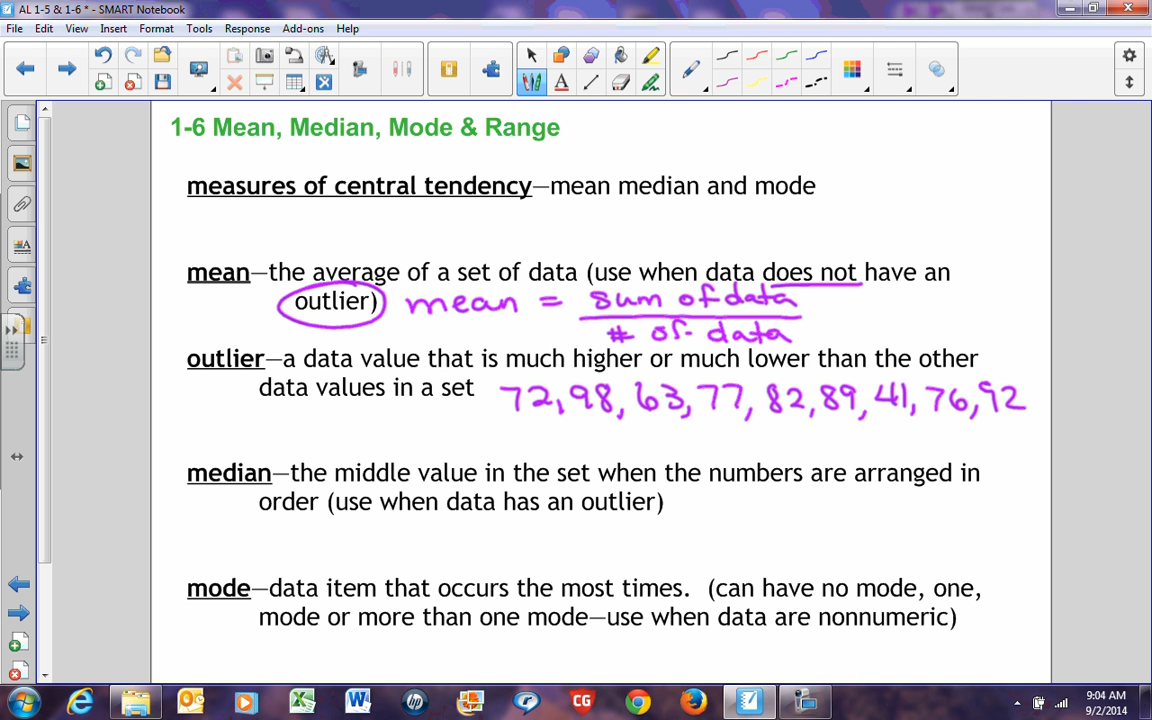 AL 1-5 & 1-6 * - SMART Notebook
File Edit View Insert Format Tools Response Add-ons Help
1-6 Mean, Median, Mode & Range
measures of central tendency—mean median and mode
mean—the average of a set of data (use when data does not have an
outlier) mean = sum of data
# of data
outlier—a data value that is much higher or much lower than the other
data values in a set 72, 98, 63, 77, 82, 89, 41, 76, 92
median—the middle value in the set when the numbers are arranged in
order (use when data has an outlier)
mode—data item that occurs the most times. (can have no mode, one,
mode or more than one mode—use when data are nonnumeric)
9:04 AM
9/2/2014